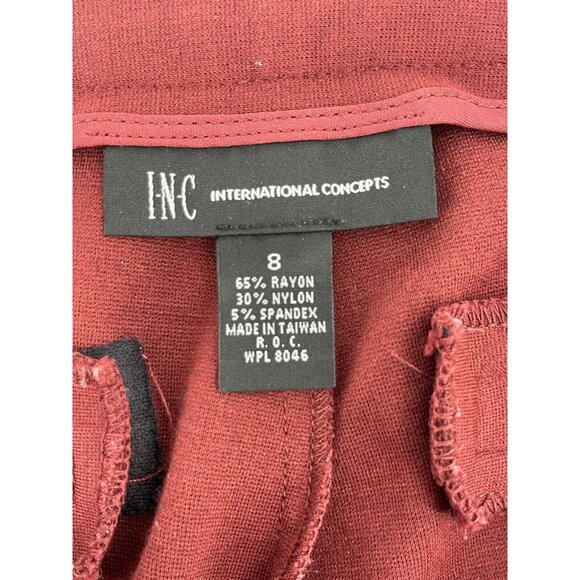 I·N·C INTERNATIONAL CONCEPTS
8
65% RAYON
30% NYLON
5% SPANDEX
MADE IN TAIWAN
R. O. C.
WPL 8046